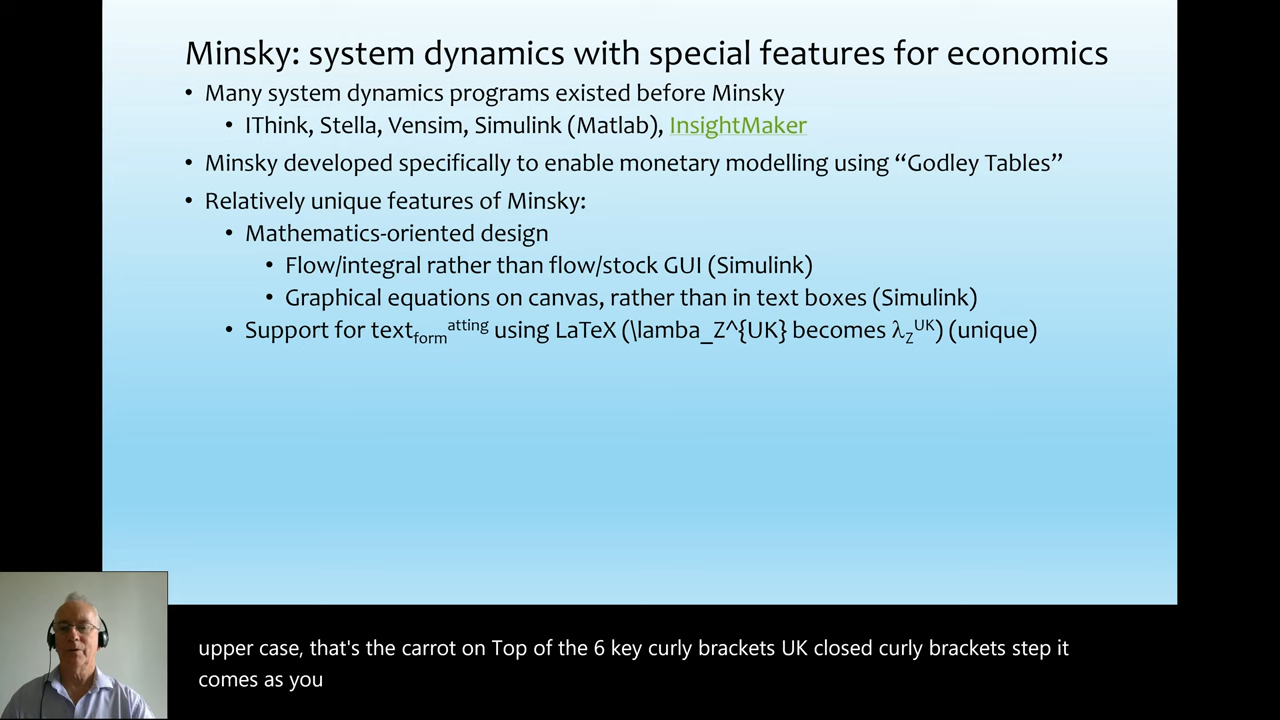 Minsky: system dynamics with special features for economics
• Many system dynamics programs existed before Minsky
• IThink, Stella, Vensim, Simulink (Matlab), InsightMaker
• Minsky developed specifically to enable monetary modelling using “Godley Tables”
• Relatively unique features of Minsky:
• Mathematics-oriented design
• Flow/integral rather than flow/stock GUI (Simulink)
• Graphical equations on canvas, rather than in text boxes (Simulink)
• Support for text_form^atting using LaTeX (\lamba_Z^{UK} becomes λ_Z^UK) (unique)
upper case, that's the carrot on Top of the 6 key curly brackets UK closed curly brackets step it
comes as you